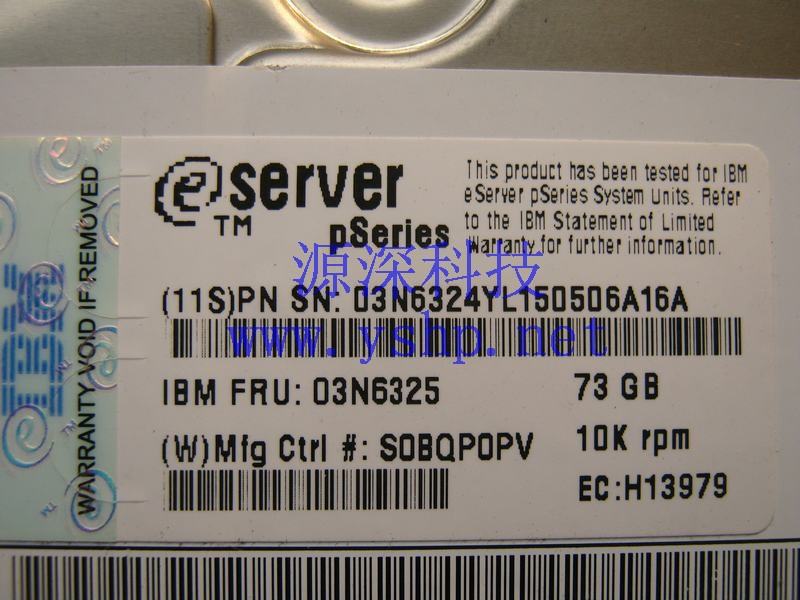 eserver
TM
pSeries
This product has been tested for IBM
eServer pSeries System Units. Refer
to the IBM Statement of Limited
Warranty for further information.
源深科技
(11S)PN SN: 03N6324YL150506A16A
www.yshp.net
IBM FRU: 03N6325
73 GB
(W)Mfg Ctrl #: S0BQP0PV
10K rpm
EC:H13979
WARRANTY VOID IF REMOVED
IBM